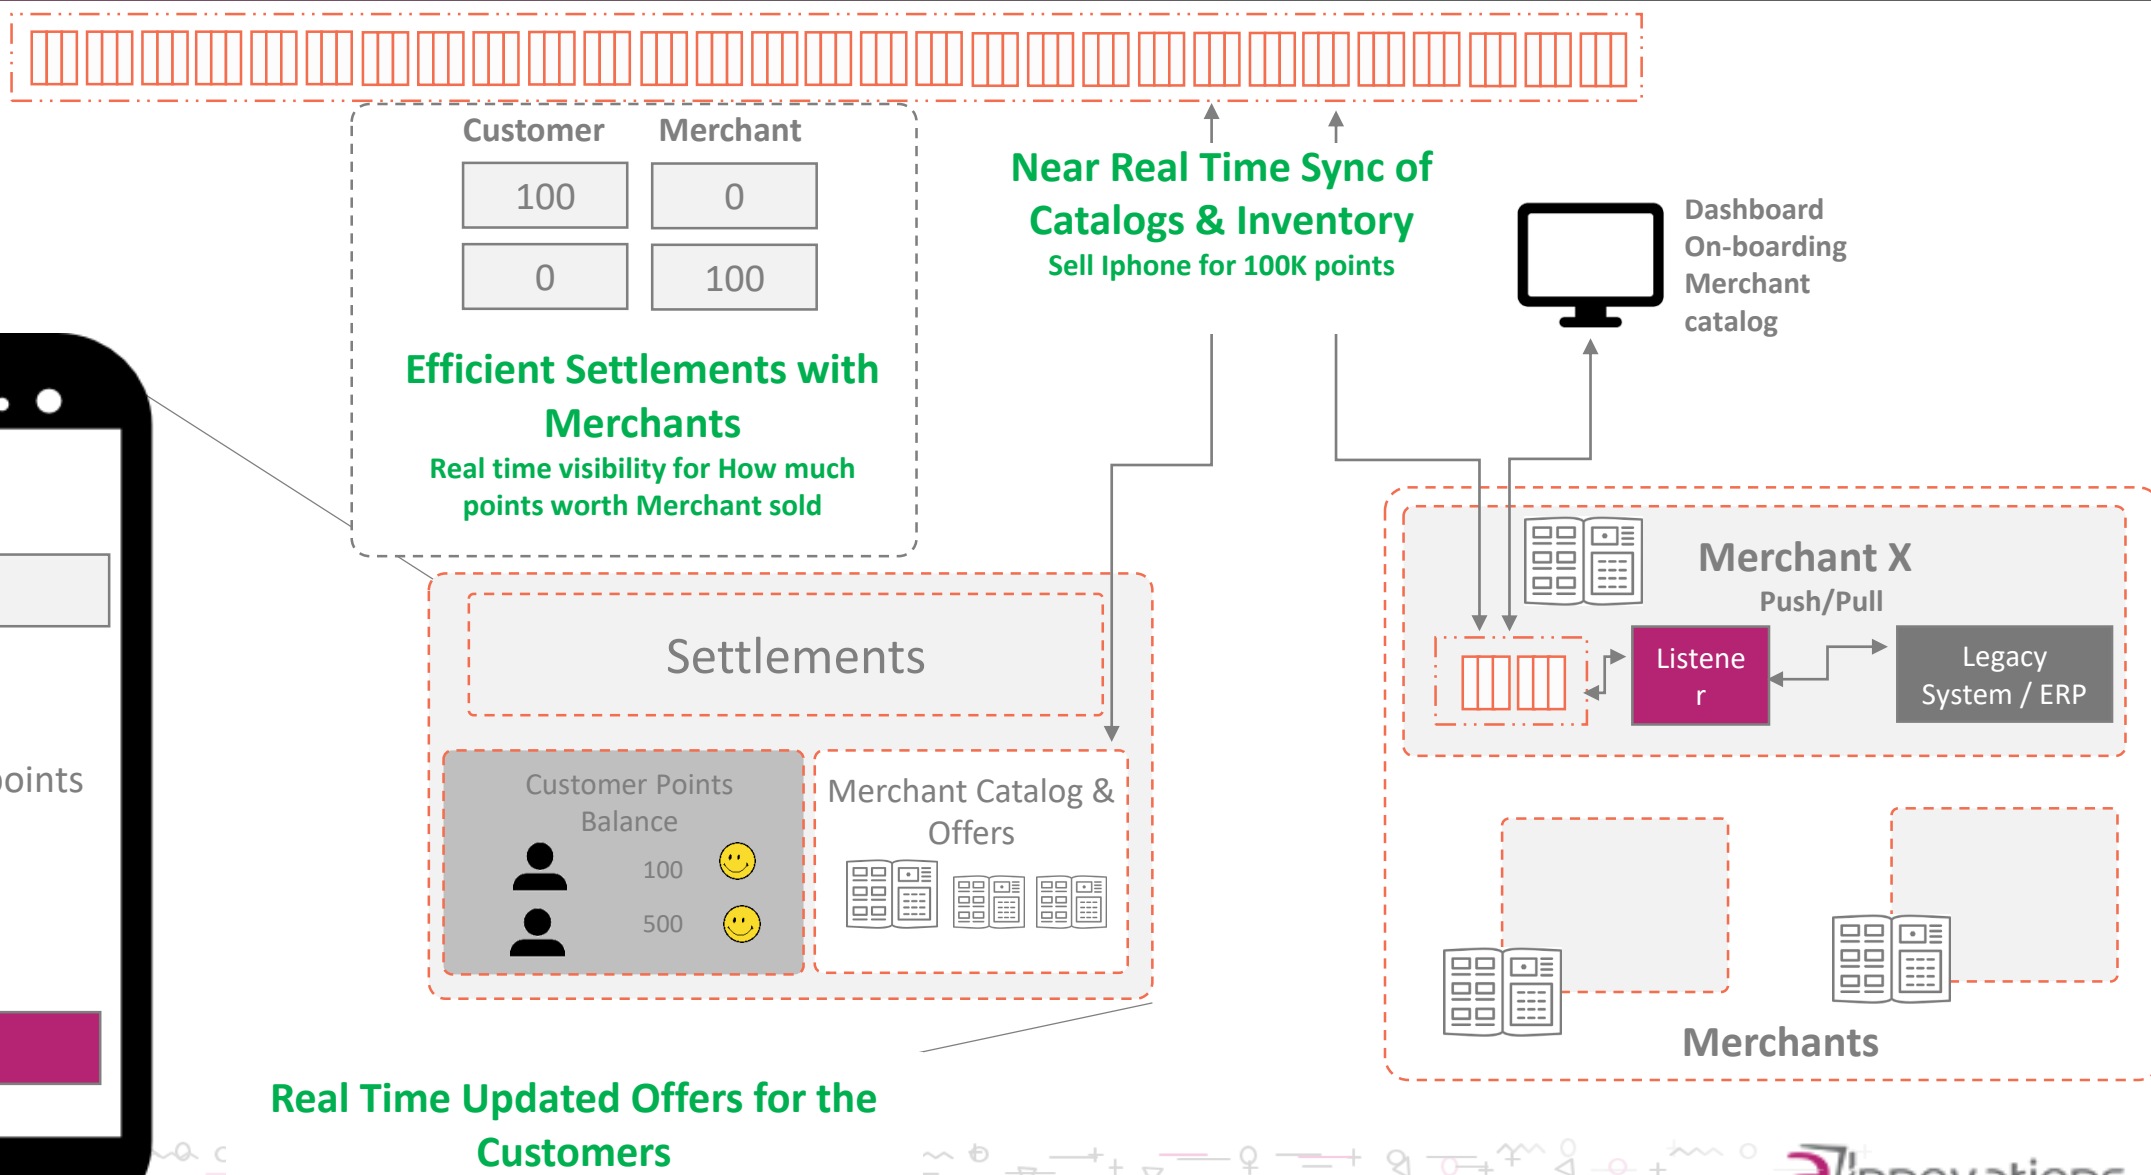 Customer Merchant
100 0
0 100
Efficient Settlements with
Merchants
Real time visibility for How much
points worth Merchant sold
Near Real Time Sync of
Catalogs & Inventory
Sell Iphone for 100K points
Dashboard
On-boarding
Merchant
catalog
Settlements
Customer Points
Balance
100
500
Merchant Catalog &
Offers
Merchant X
Push/Pull
Listene
r
Legacy
System / ERP
Merchants
oints
Real Time Updated Offers for the
Customers